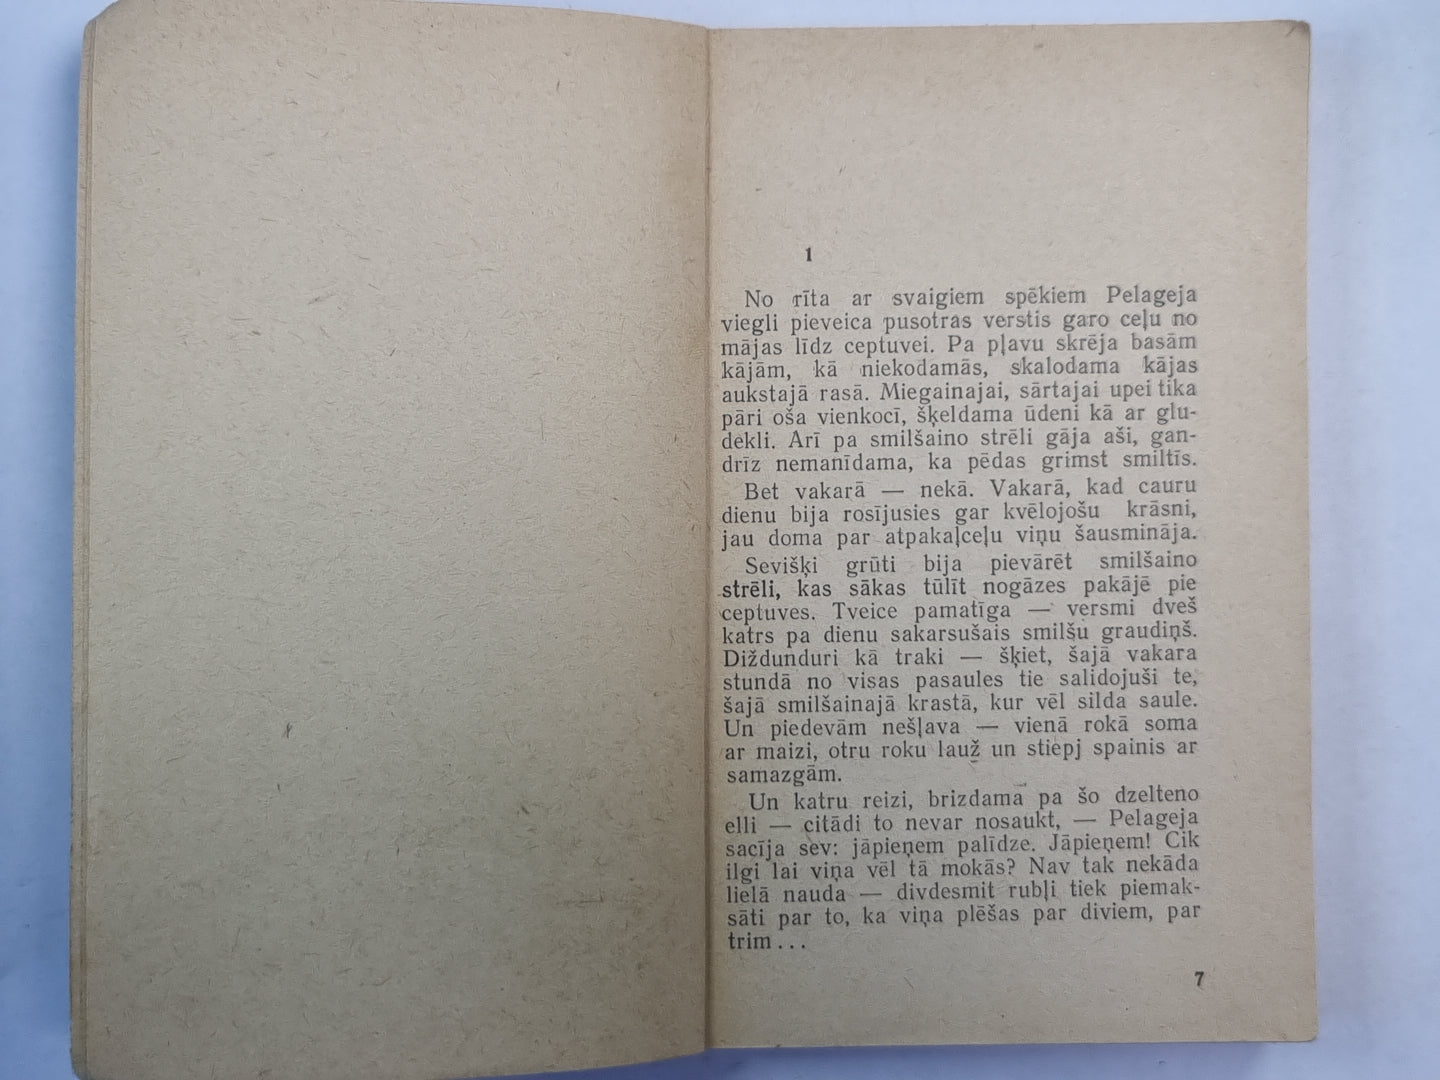 1
No rīta ar svaigiem spēkiem Pelageja
viegli pieveica pusotras verstis garo ceļu no
mājas līdz ceptuvei. Pa pļavu skrēja basām
kājām, kā niekodamās, skalodama kājas
aukstajā rasā. Miegainajai, sārtajai upei tika
pāri oša vienkocī, šķeldama ūdeni kā ar glu-
dekli. Arī pa smilšaino strēli gāja aši, gan-
drīz nemanīdama, ka pēdas grimst smiltīs.
Bet vakarā — nekā. Vakarā, kad cauru
dienu bija rosījusies gar kvēlojošu krāsni,
jau doma par atpakaļceļu viņu šausmināja.
Sevišķi grūti bija pievārēt smilšaino
strēli, kas sākas tūlīt nogāzes pakājē pie
ceptuves. Tveice pamatīga — versmi dveš
katrs pa dienu sakarsušais smilšu graudiņš.
Diždunduri kā traki — šķiet, šajā vakara
stundā no visas pasaules tie salidojuši te,
šajā smilšainajā krastā, kur vēl silda saule.
Un piedevām nešļava — vienā rokā soma
ar maizi, otru roku lauž un stiepj spainis ar
samazgām.
Un katru reizi, brizdama pa šo dzelteno
elli — citādi to nevar nosaukt, — Pelageja
sacīja sev: jāpieņem palīdze. Jāpieņem! Cik
ilgi lai viņa vēl tā mokās? Nav tak nekāda
lielā nauda — divdesmit rubļi tiek piemak-
sāti par to, ka viņa plēšas par diviem, par
trim . . .
7